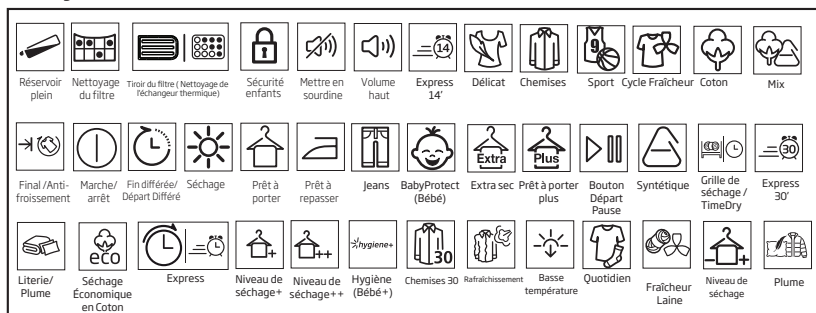 14
9
Réservoir plein
Nettoyage du filtre
Tiroir du filtre ( Nettoyage de l'échangeur thermique)
Sécurité enfants
Mettre en sourdine
Volume haut
Express 14'
Délicat
Chemises
Sport
Cycle Fraîcheur
Coton
Mix
Extra
Plus
30
Final /Anti-froissement
Marche/ arrêt
Fin différée/ Départ Différé
Séchage
Prêt à porter
Prêt à repasser
Jeans
BabyProtect (Bébé)
Extra sec
Prêt à porter plus
Bouton Départ Pause
Syntétique
Grille de séchage / TimeDry
Express 30'
eco
+
++
hygiene+
30
- +
Literie/ Plume
Séchage Économique en Coton
Express
Niveau de séchage+
Niveau de séchage++
Hygiène (Bébé+)
Chemises 30
Rafraîchissement
Basse température
Quotidien
Fraîcheur Laine
Niveau de séchage
Plume